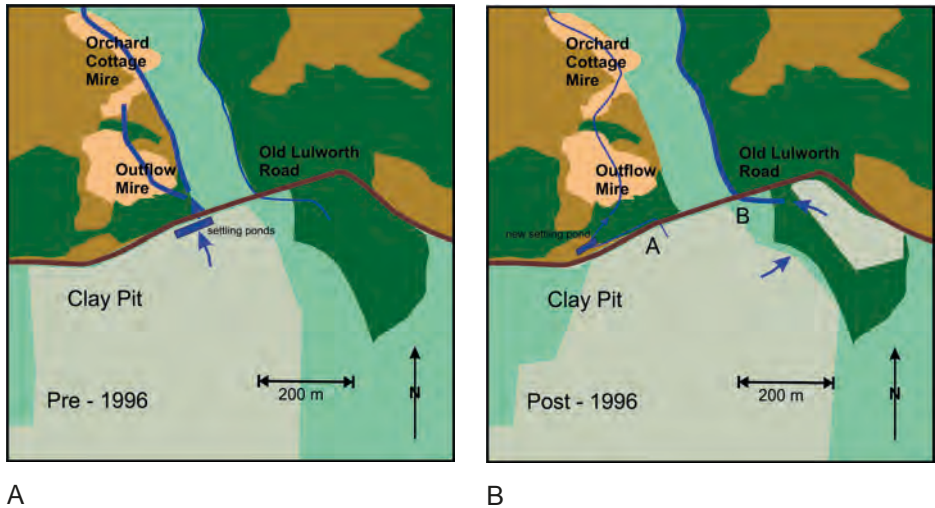 Orchard
Cottage
Mire
Outflow
Mire
Old Lulworth
Road
settling ponds
Clay Pit
200 m
N
Pre - 1996
A
Orchard
Cottage
Mire
Outflow
Mire
Old Lulworth
Road
new settling pond
A
B
Clay Pit
200 m
N
Post - 1996
B